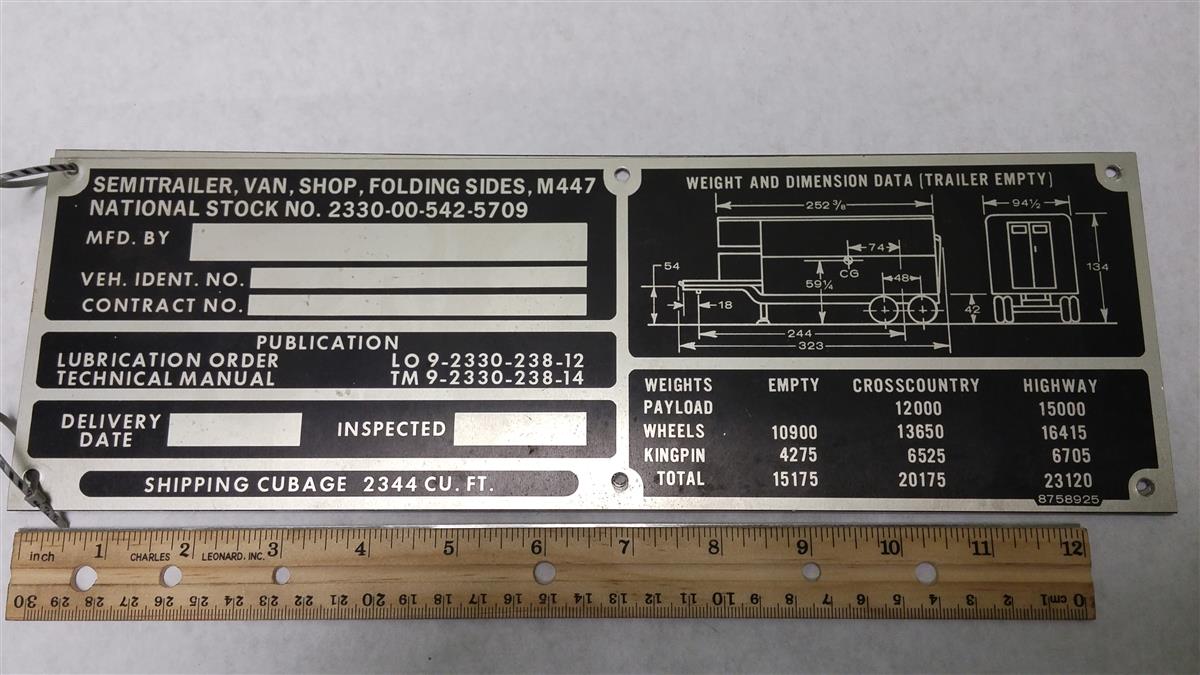 SEMITRAILER, VAN, SHOP, FOLDING SIDES, M447
NATIONAL STOCK NO. 2330-00-542-5709
MFD. BY
VEH. IDENT. NO.
CONTRACT NO.
PUBLICATION
LUBRICATION ORDER LO 9-2330-238-12
TECHNICAL MANUAL TM 9-2330-238-14
DELIVERY DATE
INSPECTED
SHIPPING CUBAGE 2344 CU. FT.
WEIGHT AND DIMENSION DATA (TRAILER EMPTY)
252 3/8
94 1/2
74
54
CG
48
134
59 1/4
18
42
244
323
WEIGHTS EMPTY CROSSCOUNTRY HIGHWAY
PAYLOAD 12000 15000
WHEELS 10900 13650 16415
KINGPIN 4275 6525 6705
TOTAL 15175 20175 23120
8758925
inch 1 2 3 4 5 6 7 8 9 10 11 12
CHARLES LEONARD, INC.
30 29 28 27 26 25 24 23 22 21 20 19 18 17 16 15 14 13 12 11 10 9 8 7 6 5 4 3 2 1 cm 0